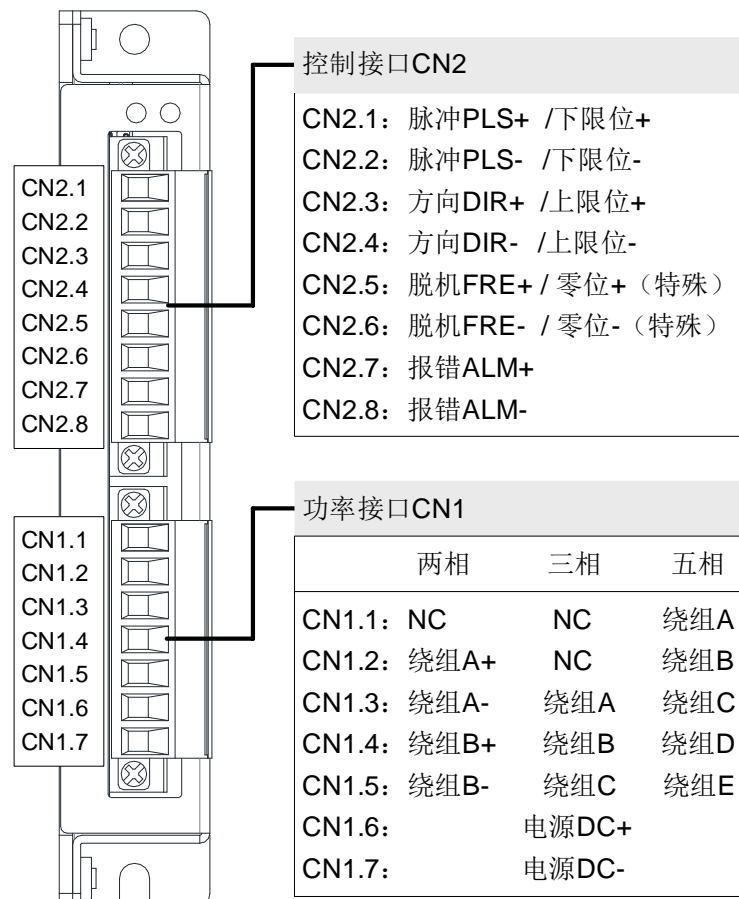 控制接口CN2
CN2.1：脉冲PLS+ /下限位+
CN2.2：脉冲PLS- /下限位-
CN2.3：方向DIR+ /上限位+
CN2.4：方向DIR- /上限位-
CN2.5：脱机FRE+ / 零位+（特殊）
CN2.6：脱机FRE- / 零位-（特殊）
CN2.7：报错ALM+
CN2.8：报错ALM-
CN2.1
CN2.2
CN2.3
CN2.4
CN2.5
CN2.6
CN2.7
CN2.8
功率接口CN1
两相 三相 五相
CN1.1：NC NC 绕组A
CN1.2：绕组A+ NC 绕组B
CN1.3：绕组A- 绕组A 绕组C
CN1.4：绕组B+ 绕组B 绕组D
CN1.5：绕组B- 绕组C 绕组E
CN1.6： 电源DC+
CN1.7： 电源DC-
CN1.1
CN1.2
CN1.3
CN1.4
CN1.5
CN1.6
CN1.7